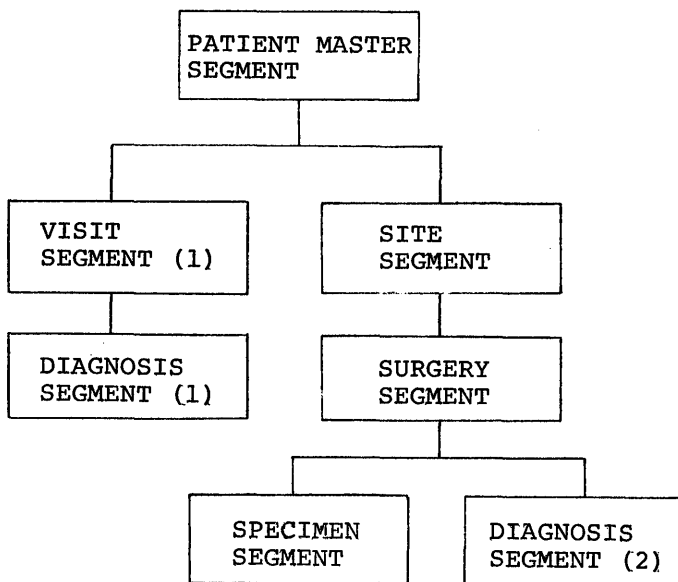 PATIENT MASTER
SEGMENT
VISIT
SEGMENT (1)
SITE
SEGMENT
DIAGNOSIS
SEGMENT (1)
SURGERY
SEGMENT
SPECIMEN
SEGMENT
DIAGNOSIS
SEGMENT (2)